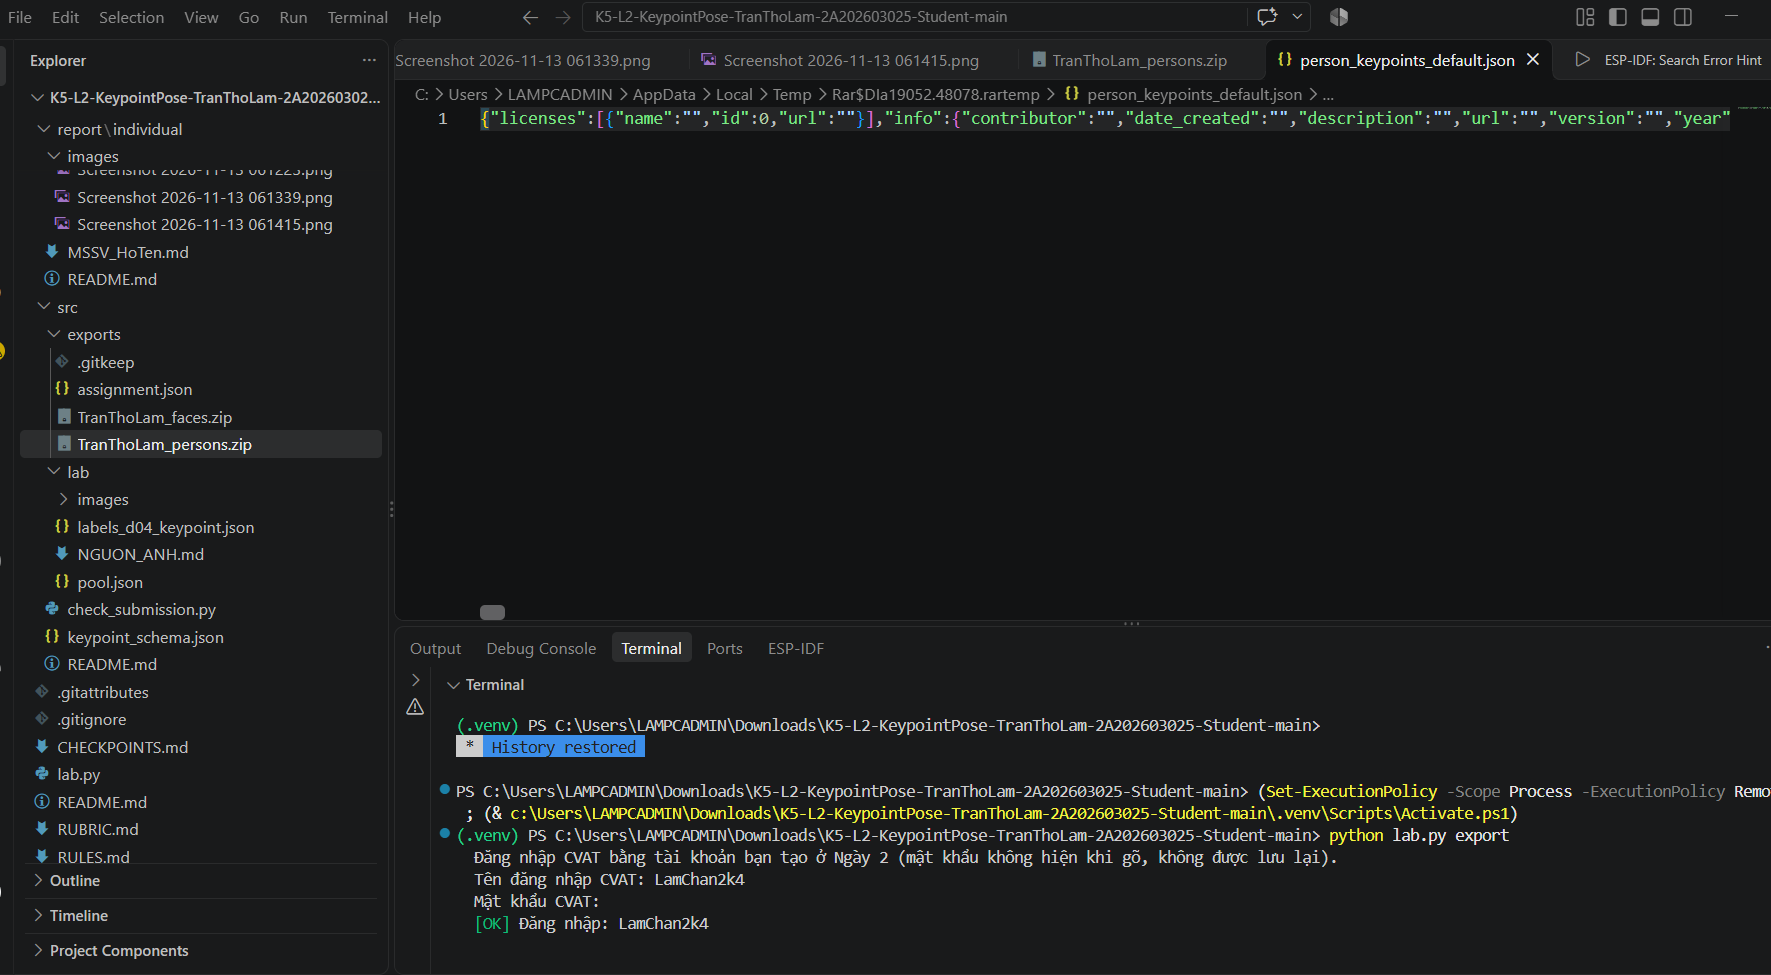 File Edit Selection View Go Run Terminal Help
K5-L2-KeypointPose-TranThoLam-2A202603025-Student-main
Explorer
K5-L2-KeypointPose-TranThoLam-2A20260302...
report\individual
images
Screenshot 2026-11-13 061223.png
Screenshot 2026-11-13 061339.png
Screenshot 2026-11-13 061415.png
MSSV_HoTen.md
README.md
src
exports
.gitkeep
assignment.json
TranThoLam_faces.zip
TranThoLam_persons.zip
lab
images
labels_d04_keypoint.json
NGUON_ANH.md
pool.json
check_submission.py
keypoint_schema.json
README.md
.gitattributes
.gitignore
CHECKPOINTS.md
lab.py
README.md
RUBRIC.md
RULES.md
Outline
Timeline
Project Components
Screenshot 2026-11-13 061339.png Screenshot 2026-11-13 061415.png TranThoLam_persons.zip person_keypoints_default.json ESP-IDF: Search Error Hint
C: > Users > LAMPCADMIN > AppData > Local > Temp > Rar$DIa19052.48078.rartemp > {} person_keypoints_default.json > ...
1 {"licenses":[{"name":"","id":0,"url":""}],"info":{"contributor":"","date_created":"","description":"","url":"","version":"","year"
Output Debug Console Terminal Ports ESP-IDF
Terminal
(.venv) PS C:\Users\LAMPCADMIN\Downloads\K5-L2-KeypointPose-TranThoLam-2A202603025-Student-main>
* History restored
PS C:\Users\LAMPCADMIN\Downloads\K5-L2-KeypointPose-TranThoLam-2A202603025-Student-main> (Set-ExecutionPolicy -Scope Process -ExecutionPolicy Remo
; (& c:\Users\LAMPCADMIN\Downloads\K5-L2-KeypointPose-TranThoLam-2A202603025-Student-main\.venv\Scripts\Activate.ps1)
(.venv) PS C:\Users\LAMPCADMIN\Downloads\K5-L2-KeypointPose-TranThoLam-2A202603025-Student-main> python lab.py export
Đăng nhập CVAT bằng tài khoản bạn tạo ở Ngày 2 (mật khẩu không hiện khi gõ, không được lưu lại).
Tên đăng nhập CVAT: LamChan2k4
Mật khẩu CVAT:
[OK] Đăng nhập: LamChan2k4